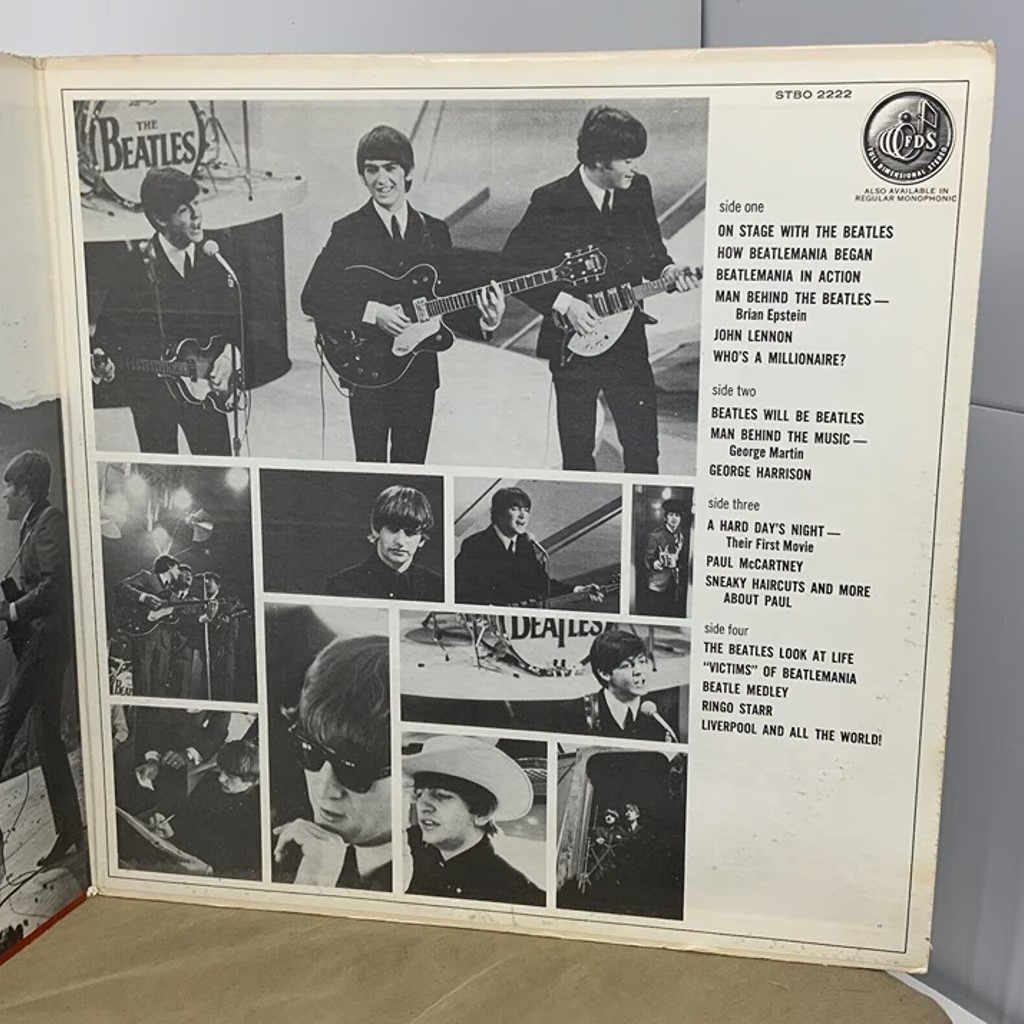 THE
BEATLES
STBO 2222
FDS
FULL DIMENSIONAL STEREO
ALSO AVAILABLE IN
REGULAR MONOPHONIC
side one
ON STAGE WITH THE BEATLES
HOW BEATLEMANIA BEGAN
BEATLEMANIA IN ACTION
MAN BEHIND THE BEATLES —
Brian Epstein
JOHN LENNON
WHO'S A MILLIONAIRE?
side two
BEATLES WILL BE BEATLES
MAN BEHIND THE MUSIC —
George Martin
GEORGE HARRISON
side three
A HARD DAY'S NIGHT —
Their First Movie
PAUL McCARTNEY
SNEAKY HAIRCUTS AND MORE
ABOUT PAUL
side four
THE BEATLES LOOK AT LIFE
"VICTIMS" OF BEATLEMANIA
BEATLE MEDLEY
RINGO STARR
LIVERPOOL AND ALL THE WORLD!
BEATLES